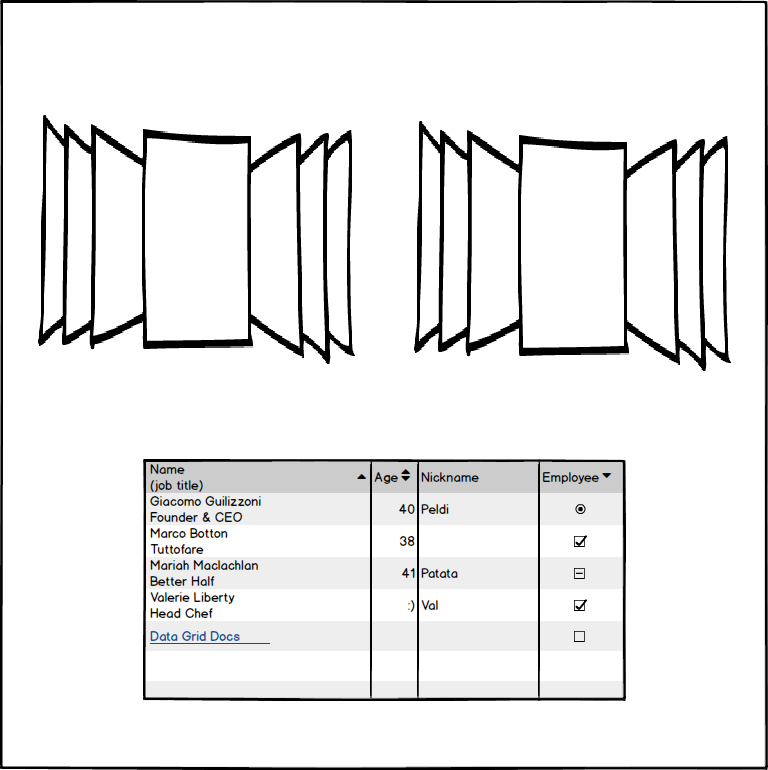 Name
(job title)
Age
Nickname
Employee
Giacomo Guilizzoni
Founder & CEO
40
Peldi
Marco Botton
Tuttofare
38
Mariah Maclachlan
Better Half
41
Patata
Valerie Liberty
Head Chef
:)
Val
Data Grid Docs